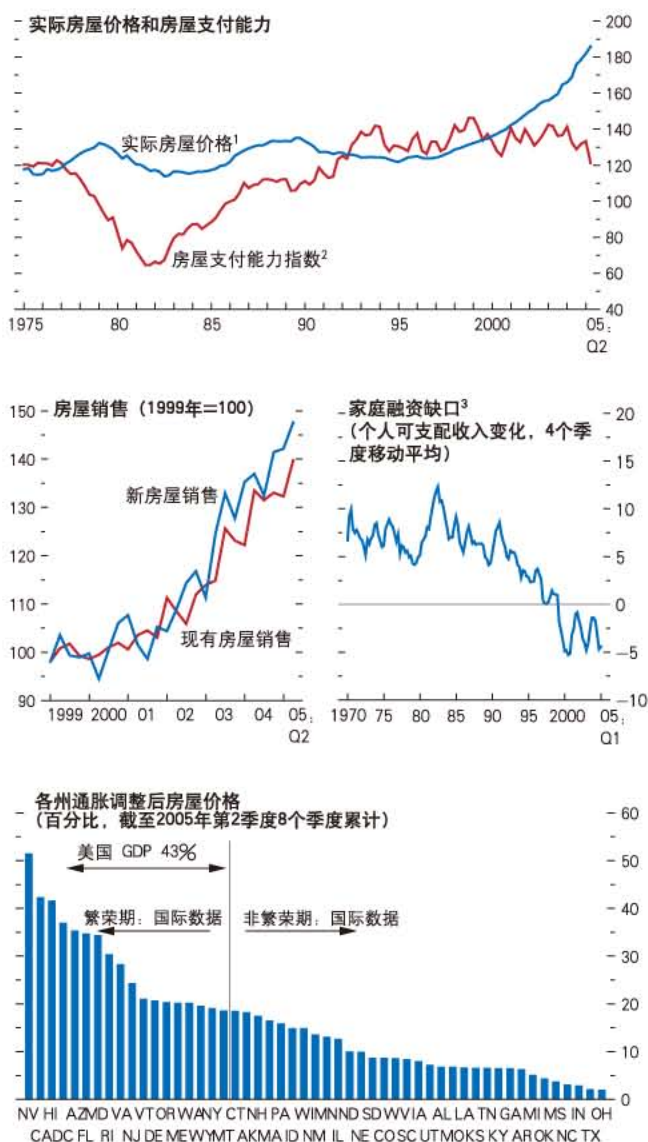 实际房屋价格和房屋支付能力
200
180
160
140
120
100
80
60
40
实际房屋价格1
房屋支付能力指数2
1975 80 85 90 95 2000 05:
Q2
房屋销售 (1999年=100)
150
140
130
120
110
100
90
新房屋销售
现有房屋销售
1999 2000 01 02 03 04 05:
Q2
家庭融资缺口3
(个人可支配收入变化，4个季
度移动平均)
20
15
10
5
0
-5
-10
1970 75 80 85 90 95 2000 05:
Q1
各州通胀调整后房屋价格
(百分比，截至2005年第2季度8个季度累计)
美国 GDP 43%
繁荣期：国际数据 非繁荣期：国际数据
60
50
40
30
20
10
0
NV HI AZ MD VA VT OR WA NY CT NH PA WI MN ND SD WV IA AL LA TN GA MI MS IN OH
CA DC FL RI NJ DE ME WY MT AK MA ID NM IL NE CO SC UT MO KS KY AR OK NC TX